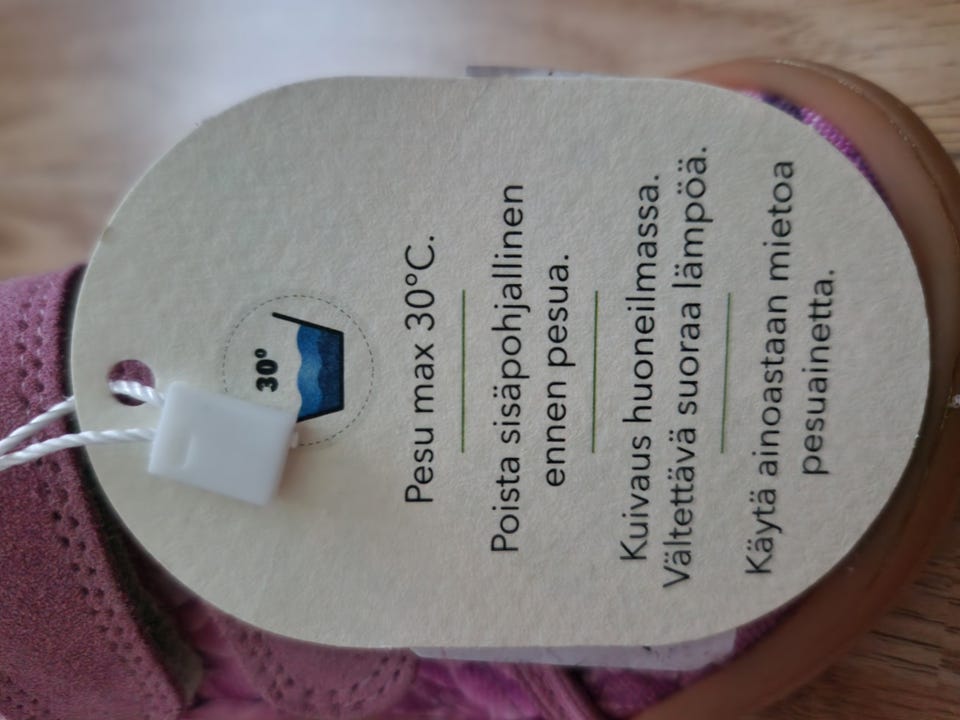 30°
Pesu max 30°C.
Poista sisäpohjallinen
ennen pesua.
Kuivaus huoneilmassa.
Vältettävä suoraa lämpöä.
Käytä ainoastaan mietoa
pesuainetta.